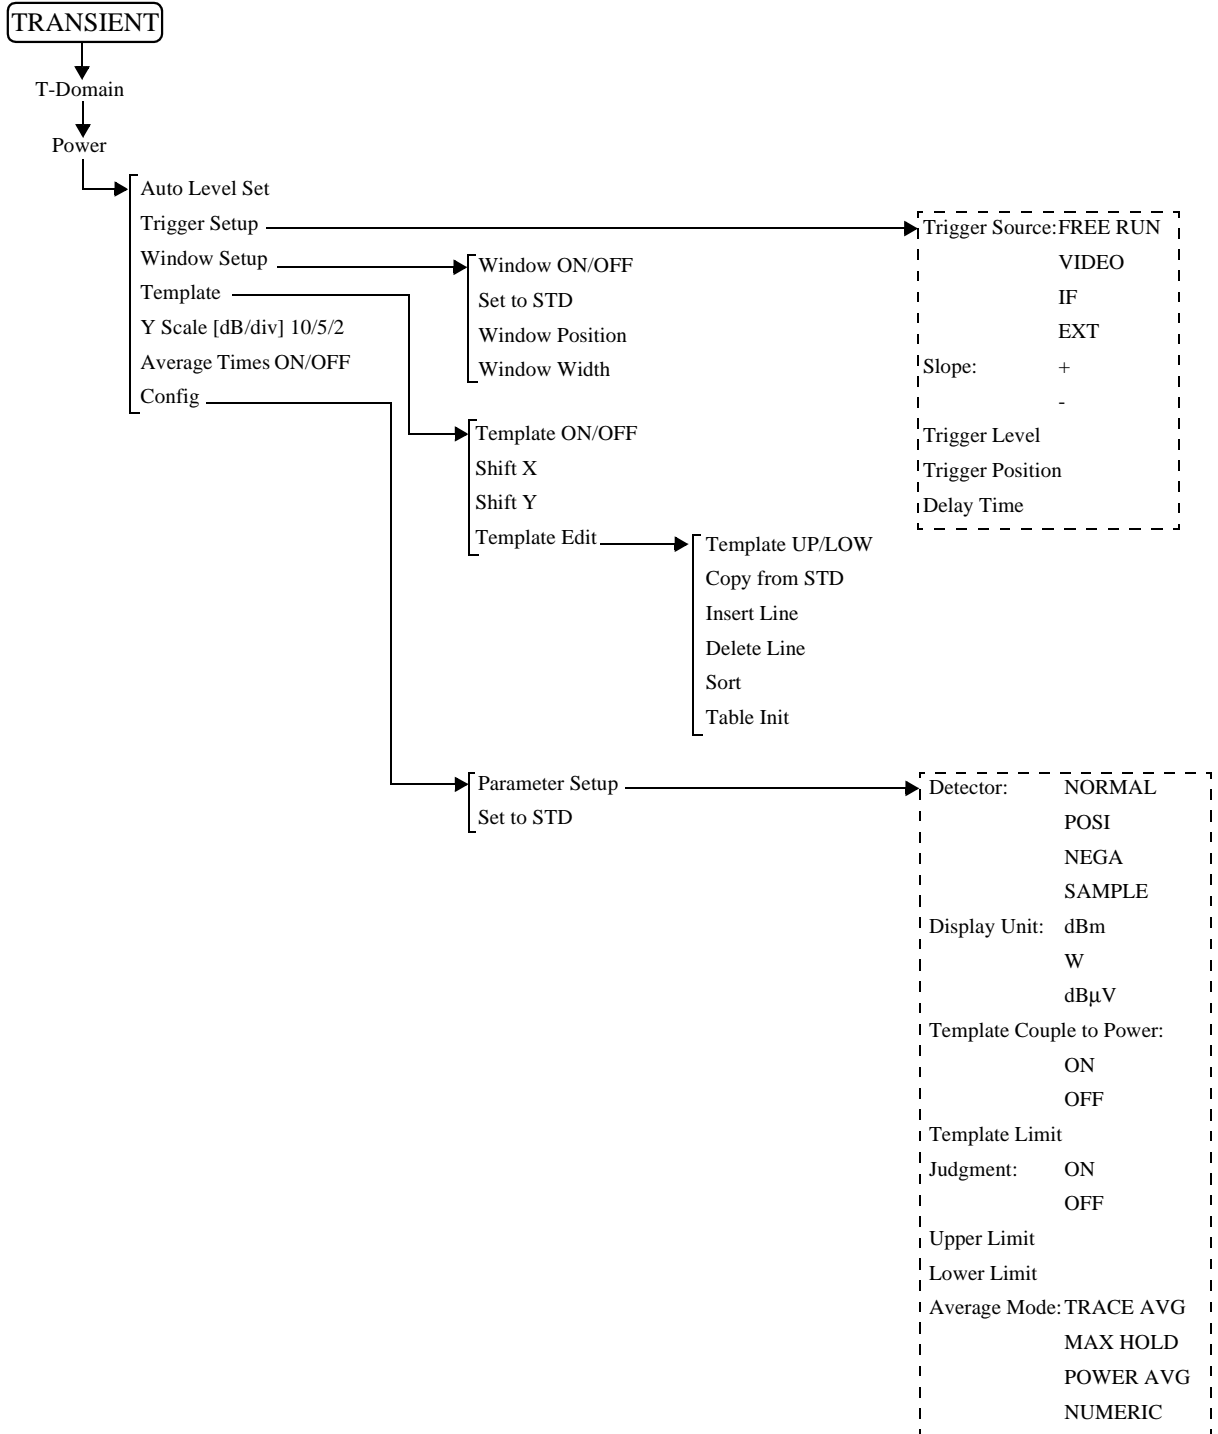 TRANSIENT
T-Domain
Power
Auto Level Set
Trigger Setup
Window Setup
Template
Y Scale [dB/div] 10/5/2
Average Times ON/OFF
Config
Window ON/OFF
Set to STD
Window Position
Window Width
Template ON/OFF
Shift X
Shift Y
Template Edit
Template UP/LOW
Copy from STD
Insert Line
Delete Line
Sort
Table Init
Parameter Setup
Set to STD
Trigger Source: FREE RUN
VIDEO
IF
EXT
Slope: +
-
Trigger Level
Trigger Position
Delay Time
Detector: NORMAL
POSI
NEGA
SAMPLE
Display Unit: dBm
W
dBµV
Template Couple to Power:
ON
OFF
Template Limit
Judgment: ON
OFF
Upper Limit
Lower Limit
Average Mode: TRACE AVG
MAX HOLD
POWER AVG
NUMERIC